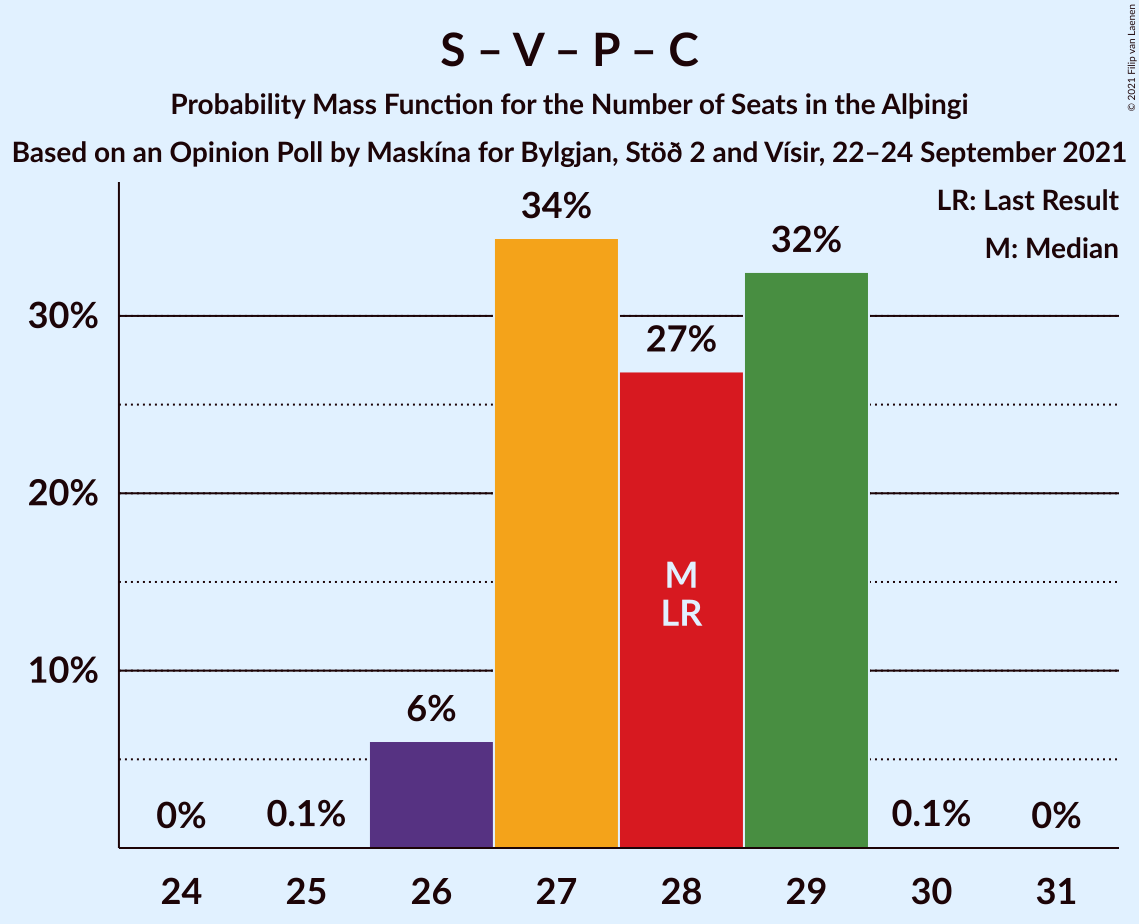 S – V – P – C
Probability Mass Function for the Number of Seats in the Alþingi
Based on an Opinion Poll by Maskína for Bylgjan, Stöð 2 and Vísir, 22–24 September 2021
© 2021 Filip van Laenen
LR: Last Result
M: Median
34%
32%
30%
27%
20%
M
LR
10%
6%
0%
0.1%
0.1%
0%
24 25 26 27 28 29 30 31